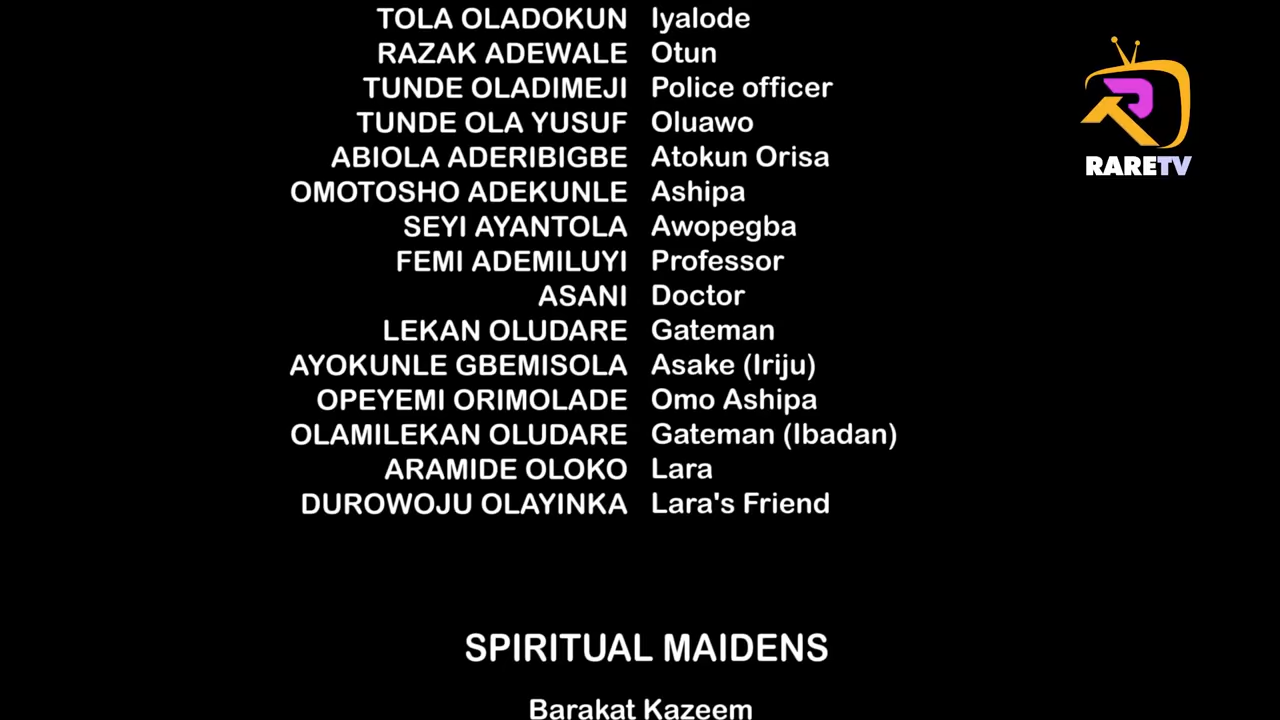 TOLA OLADOKUN Iyalode
RAZAK ADEWALE Otun
TUNDE OLADIMEJI Police officer
TUNDE OLA YUSUF Oluawo
ABIOLA ADERIBIGBE Atokun Orisa
OMOTOSHO ADEKUNLE Ashipa
SEYI AYANTOLA Awopegba
FEMI ADEMILUYI Professor
ASANI Doctor
LEKAN OLUDARE Gateman
AYOKUNLE GBEMISOLA Asake (Iriju)
OPEYEMI ORIMOLADE Omo Ashipa
OLAMILEKAN OLUDARE Gateman (Ibadan)
ARAMIDE OLOKO Lara
DUROWOJU OLAYINKA Lara's Friend
RARETV
SPIRITUAL MAIDENS
Barakat Kazeem